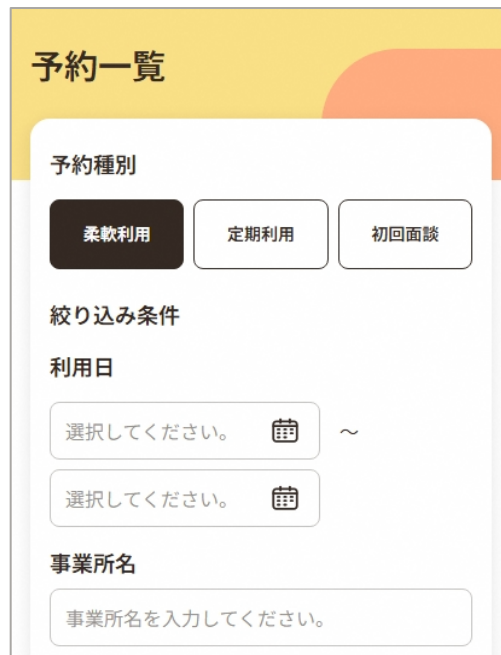 予約一覧
予約種別
柔軟利用 定期利用 初回面談
絞り込み条件
利用日
選択してください。 ～
選択してください。
事業所名
事業所名を入力してください。